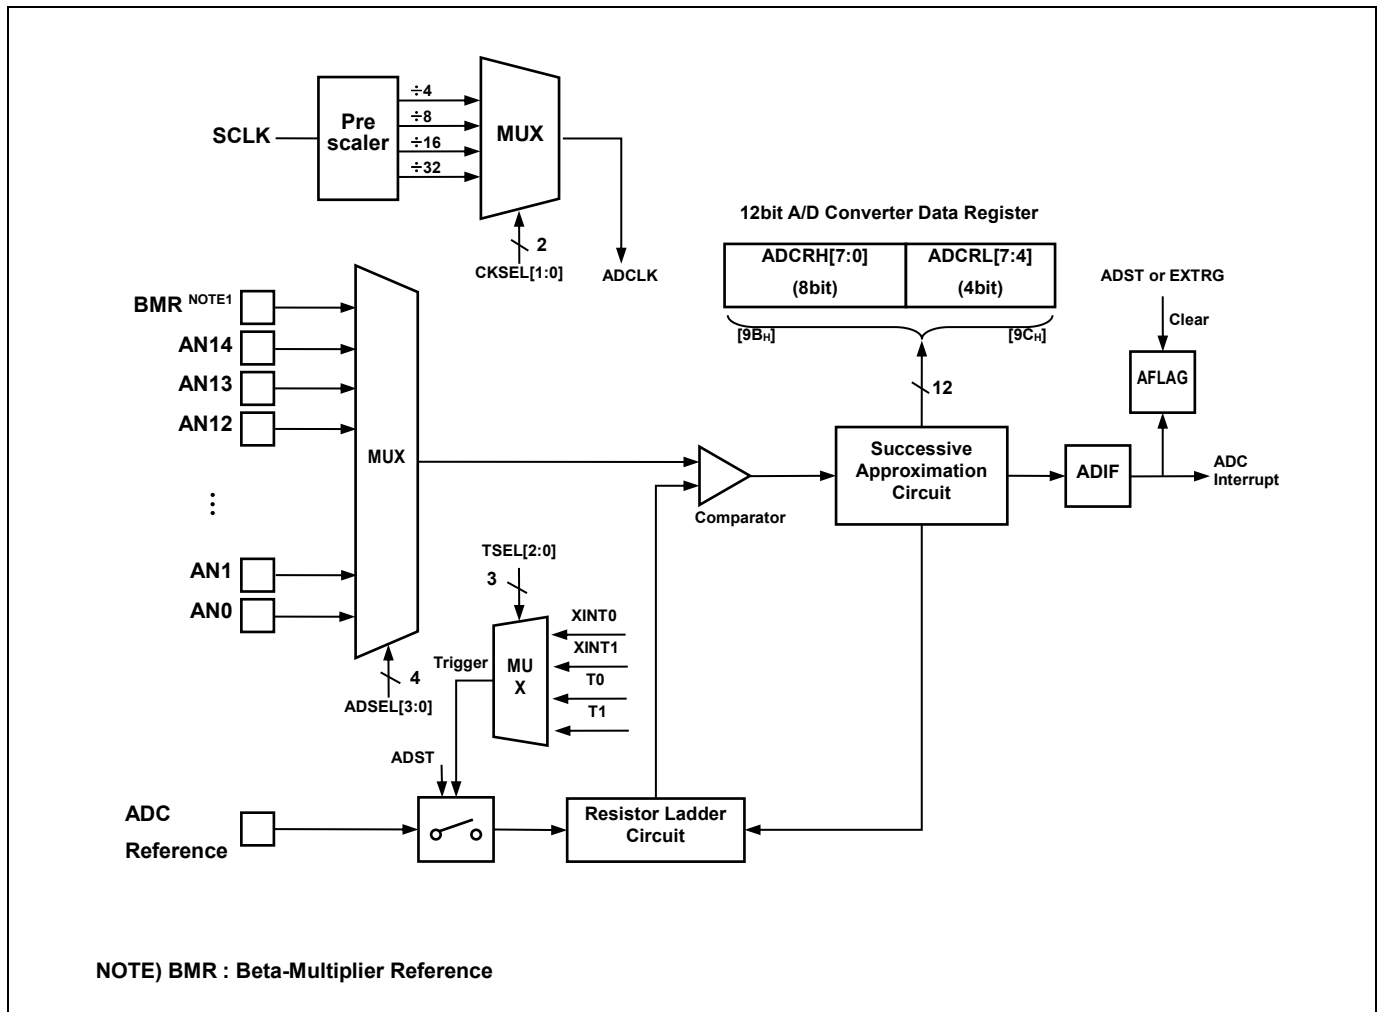 ÷4
÷8
÷16
÷32
SCLK
Pre
scaler
MUX
2
CKSEL[1:0]
ADCLK
12bit A/D Converter Data Register
ADCRH[7:0]
(8bit)
ADCRL[7:4]
(4bit)
[9BH]
[9CH]
12
ADST or EXTRG
Clear
AFLAG
BMR NOTE1
AN14
AN13
AN12
⋮
AN1
AN0
MUX
4
ADSEL[3:0]
Comparator
Successive
Approximation
Circuit
ADIF
ADC
Interrupt
TSEL[2:0]
3
XINT0
XINT1
T0
T1
MU
X
Trigger
ADST
ADC
Reference
Resistor Ladder
Circuit
NOTE) BMR : Beta-Multiplier Reference